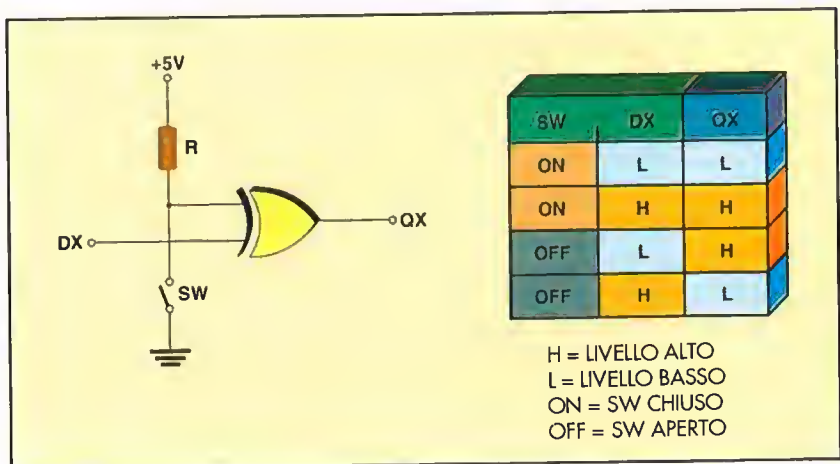 +5V
R
DX
QX
SW
SW DX QX
ON L L
ON H H
OFF L H
OFF H L
H = LIVELLO ALTO
L = LIVELLO BASSO
ON = SW CHIUSO
OFF = SW APERTO